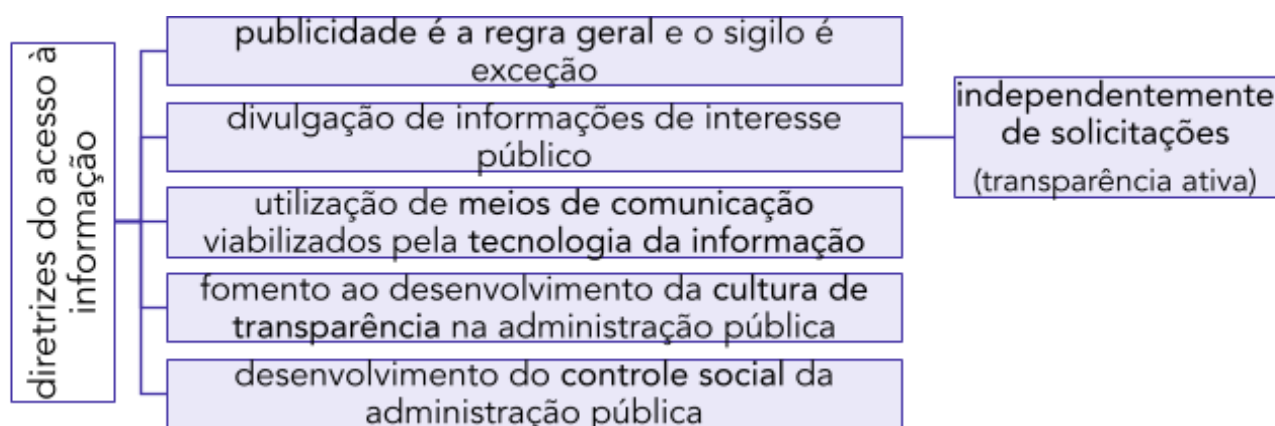 diretrizes do acesso à
informação
publicidade é a regra geral e o sigilo é
exceção
divulgação de informações de interesse
público
independentemente
de solicitações
(transparência ativa)
utilização de meios de comunicação
viabilizados pela tecnologia da informação
fomento ao desenvolvimento da cultura de
transparência na administração pública
desenvolvimento do controle social da
administração pública